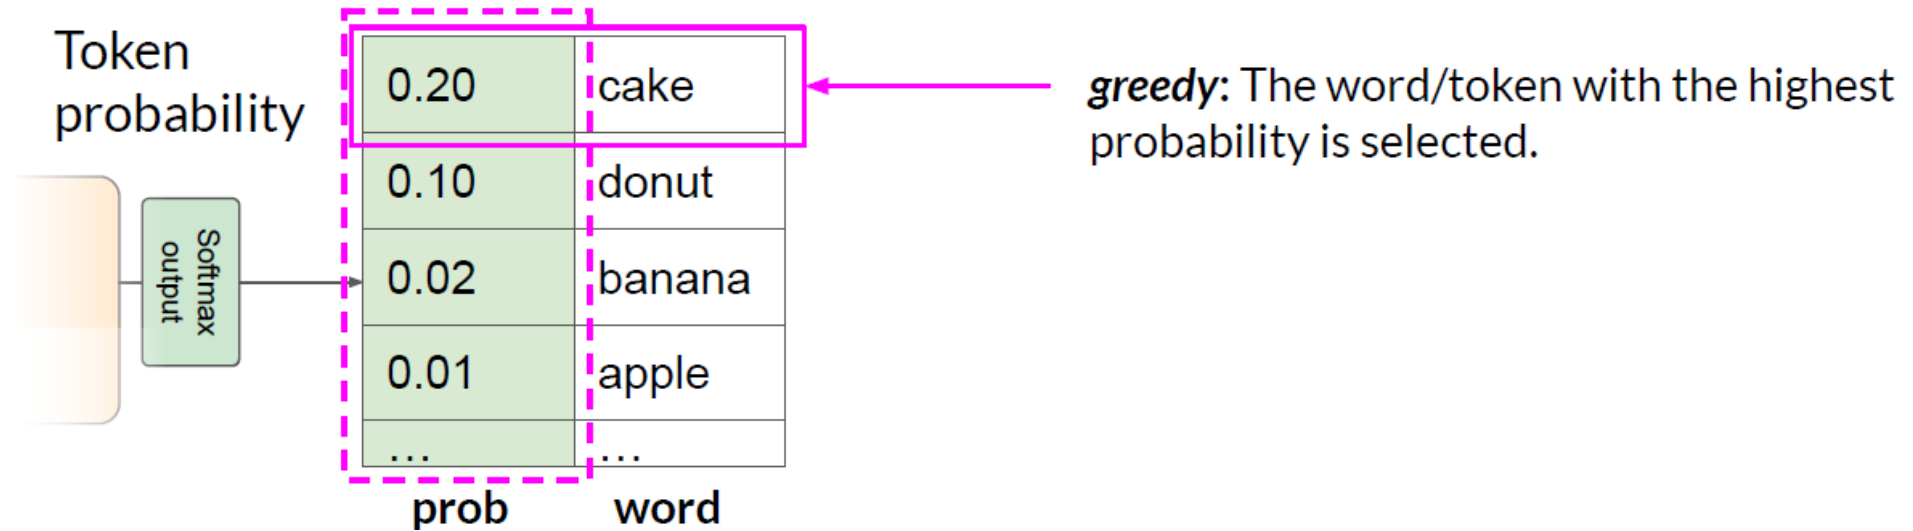 Token
probability
Softmax
output
0.20 cake
0.10 donut
0.02 banana
0.01 apple
... ...
prob word
greedy: The word/token with the highest
probability is selected.